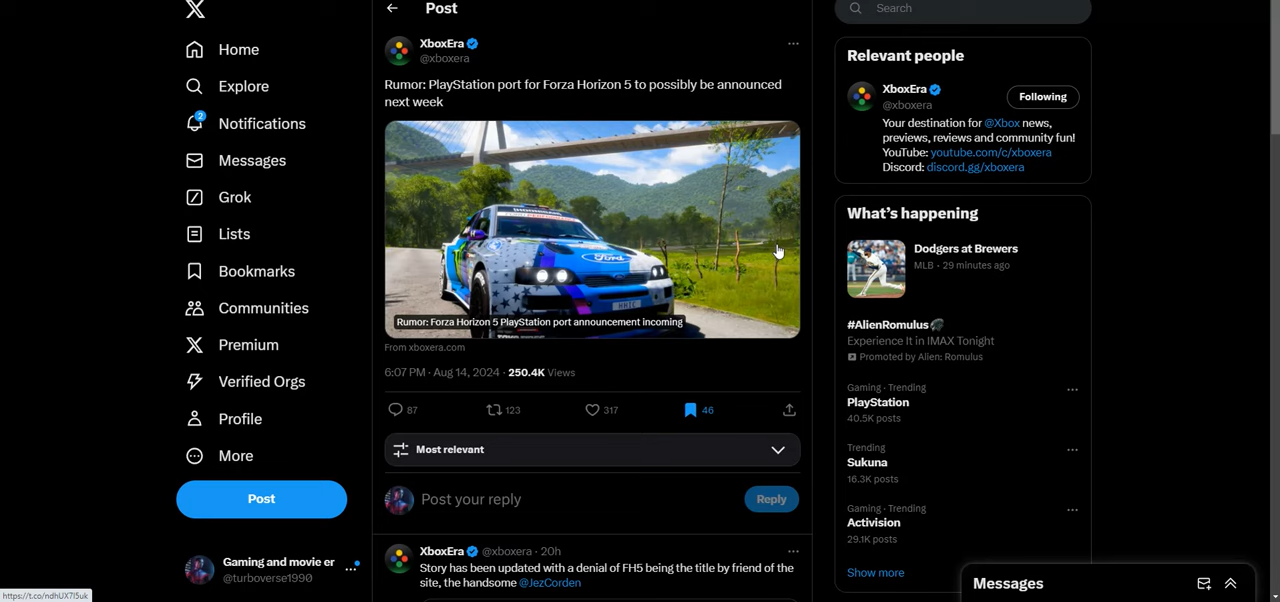 Post
Search
Home
Explore
2
Notifications
Messages
Grok
Lists
Bookmarks
Communities
Premium
Verified Orgs
Profile
More
Post
Gaming and movie er
@turboverse1990
https://t.co/ndhUX7l5uk
XboxEra
@xboxera
Rumor: PlayStation port for Forza Horizon 5 to possibly be announced
next week
Ford
Rumor: Forza Horizon 5 PlayStation port announcement incoming
From xboxera.com
6:07 PM · Aug 14, 2024 · 250.4K Views
87 123 317 46
Most relevant
Post your reply
Reply
XboxEra @xboxera · 20h
Story has been updated with a denial of FH5 being the title by friend of the
site, the handsome @JezCorden
Relevant people
XboxEra
@xboxera
Following
Your destination for @Xbox news,
previews, reviews and community fun!
YouTube: youtube.com/c/xboxera
Discord: discord.gg/xboxera
What's happening
Dodgers at Brewers
MLB · 29 minutes ago
#AlienRomulus
Experience It in IMAX Tonight
Promoted by Alien: Romulus
Gaming · Trending
PlayStation
40.5K posts
Trending
Sukuna
16.3K posts
Gaming · Trending
Activision
29.1K posts
Show more
Messages